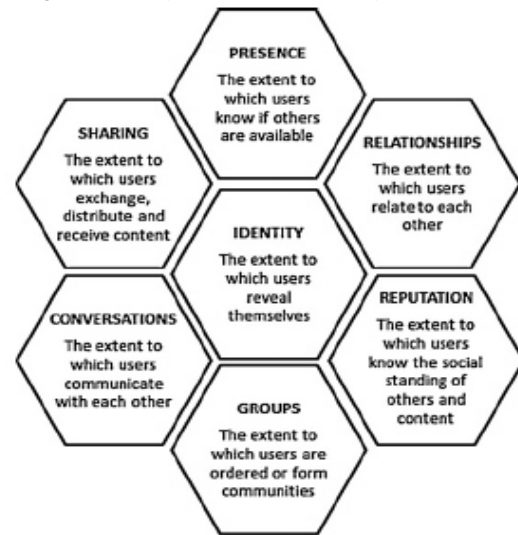 PRESENCE
The extent to
which users
know if others
are available
SHARING
The extent to
which users
exchange,
distribute and
receive content
RELATIONSHIPS
The extent to
which users
relate to each
other
IDENTITY
The extent to
which users
reveal
themselves
CONVERSATIONS
The extent to
which users
communicate
with each other
REPUTATION
The extent to
which users
know the social
standing of
others and
content
GROUPS
The extent to
which users are
ordered or form
communities